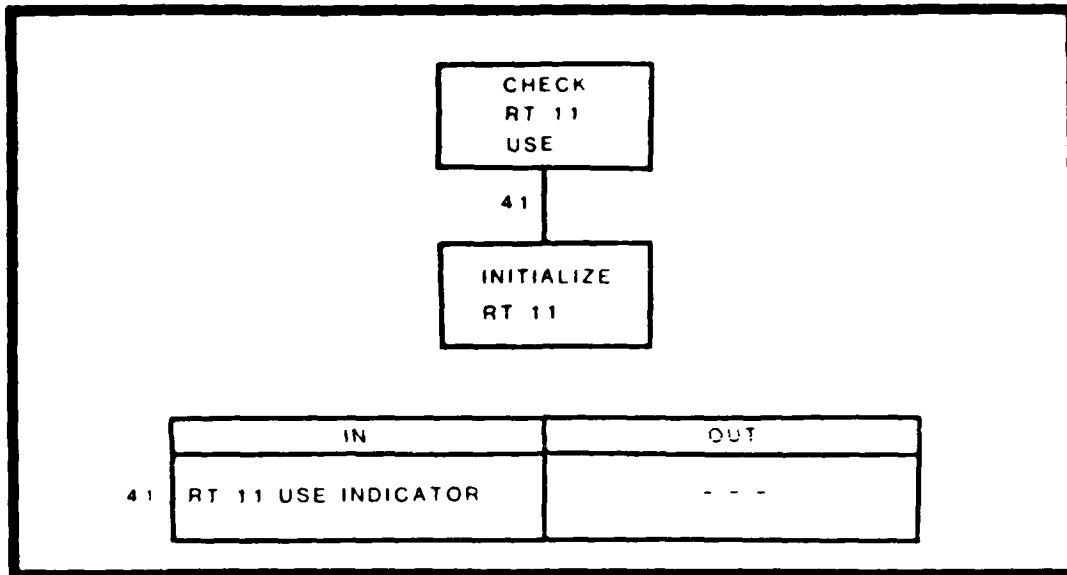 CHECK
RT 11
USE
41
INITIALIZE
RT 11
IN OUT
41 RT 11 USE INDICATOR - - -